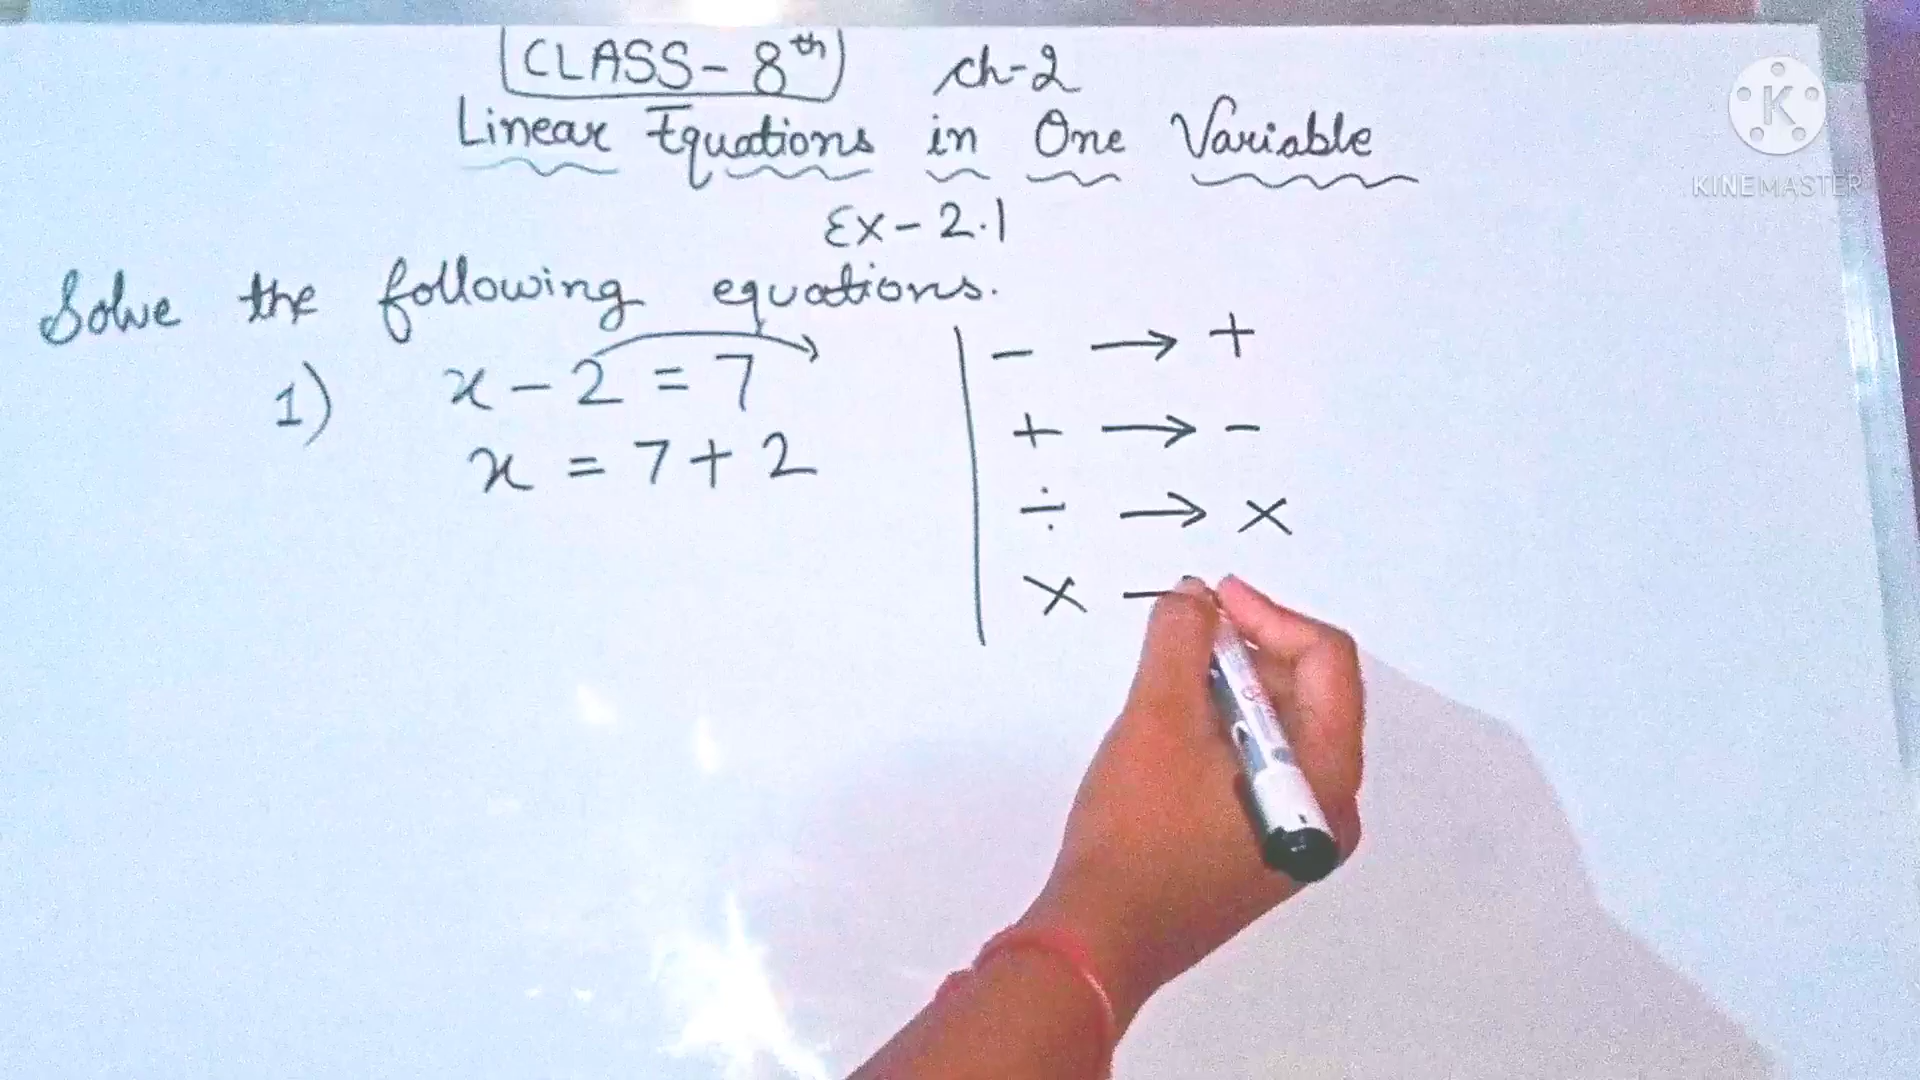 CLASS - 8th ch-2
Linear Equations in One Variable
Ex - 2.1
Solve the following equations.
1) x - 2 = 7
x = 7 + 2
- → +
+ → -
÷ → ×
× —
K
KINEMASTER